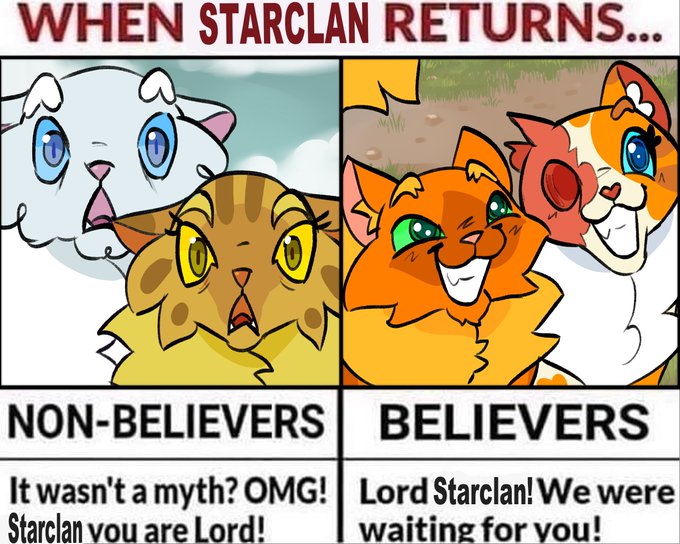 WHEN STARCLAN RETURNS...
NON-BELIEVERS
BELIEVERS
It wasn't a myth? OMG!
Starclan you are Lord!
Lord Starclan! We were
waiting for you!